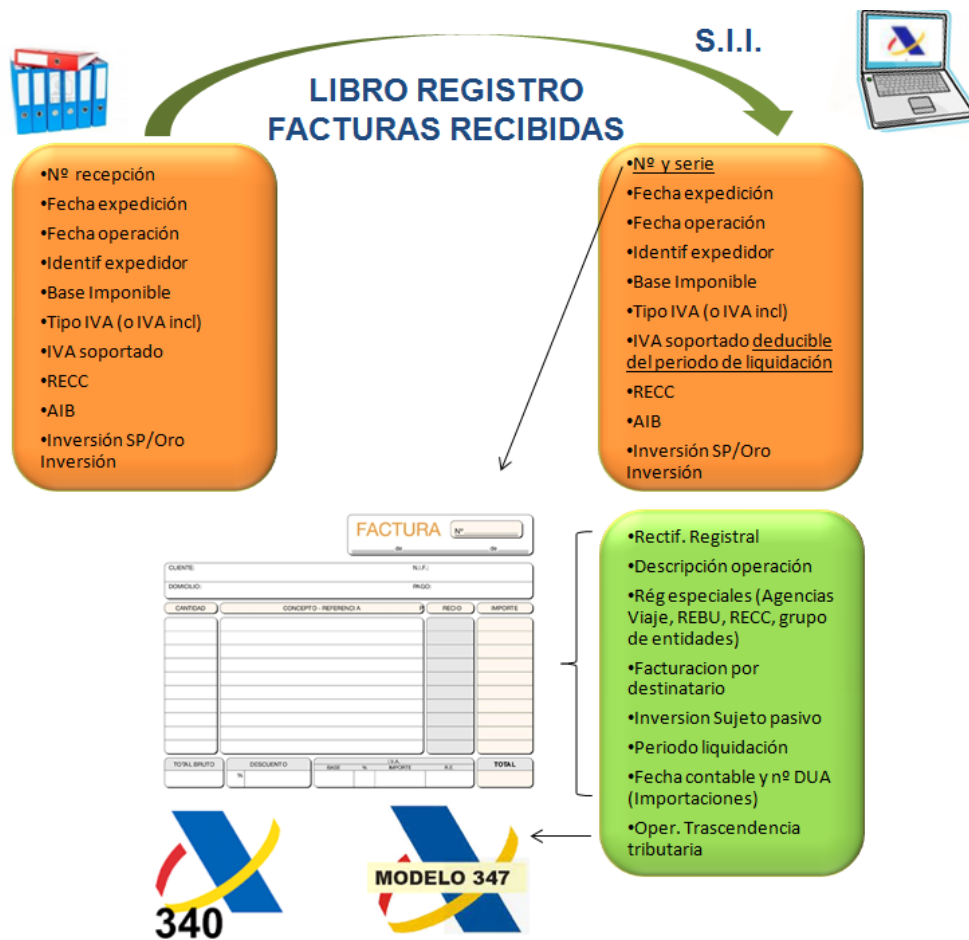 S.I.I.
LIBRO REGISTRO
FACTURAS RECIBIDAS
•Nº recepción
•Fecha expedición
•Fecha operación
•Identif expedidor
•Base Imponible
•Tipo IVA (o IVA incl)
•IVA soportado
•RECC
•AIB
•Inversión SP/Oro
Inversión
•Nº y serie
•Fecha expedición
•Fecha operación
•Identif expedidor
•Base Imponible
•Tipo IVA (o IVA incl)
•IVA soportado deducible
del periodo de liquidación
•RECC
•AIB
•Inversión SP/Oro
Inversión
FACTURA Nº
de de
CLIENTE: N.I.F.:
DOMICILIO: PAGO:
CANTIDAD CONCEPTO - REFERENCIA P RECIO IMPORTE
TOTAL BRUTO DESCUENTO I.V.A. TOTAL
% BASE % IMPORTE R.E.
•Rectif. Registral
•Descripción operación
•Rég especiales (Agencias
Viaje, REBU, RECC, grupo
de entidades)
•Facturacion por
destinatario
•Inversion Sujeto pasivo
•Periodo liquidación
•Fecha contable y nº DUA
(Importaciones)
•Oper. Trascendencia
tributaria
340
MODELO 347